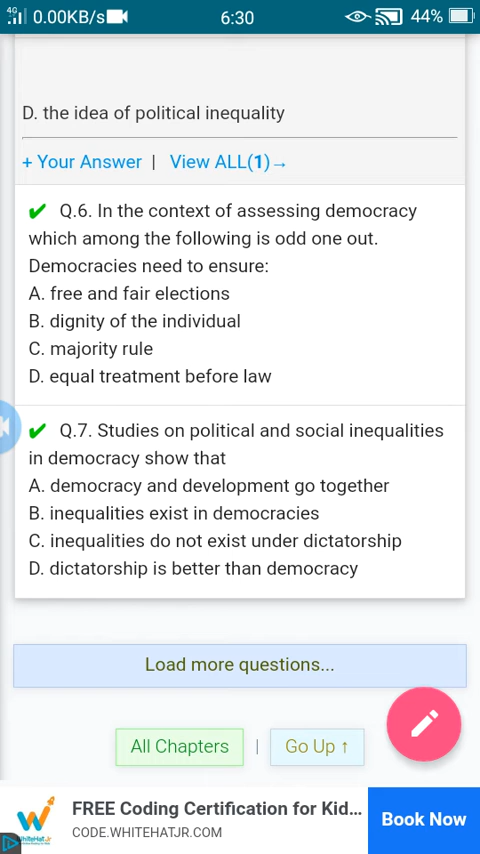 4G 0.00KB/s 6:30 44%
D. the idea of political inequality
+ Your Answer | View ALL(1)→
✔ Q.6. In the context of assessing democracy
which among the following is odd one out.
Democracies need to ensure:
A. free and fair elections
B. dignity of the individual
C. majority rule
D. equal treatment before law
✔ Q.7. Studies on political and social inequalities
in democracy show that
A. democracy and development go together
B. inequalities exist in democracies
C. inequalities do not exist under dictatorship
D. dictatorship is better than democracy
Load more questions...
All Chapters | Go Up ↑
FREE Coding Certification for Kid...
CODE.WHITEHATJR.COM
Book Now
WhiteHat Jr